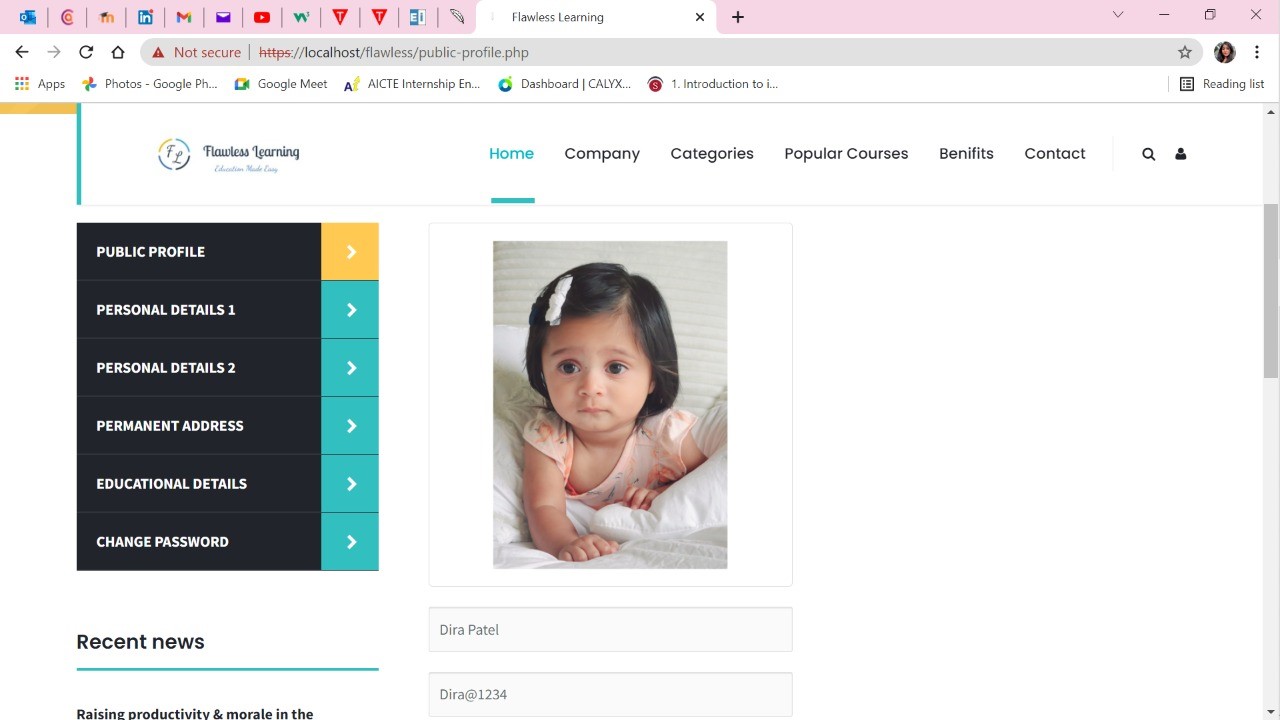 Flawless Learning
Not secure https://localhost/flawless/public-profile.php
Apps Photos - Google Ph... Google Meet AICTE Internship En... Dashboard | CALYX... 1. Introduction to i... Reading list
FL Flawless Learning
Education Made Easy
Home Company Categories Popular Courses Benifits Contact
PUBLIC PROFILE
PERSONAL DETAILS 1
PERSONAL DETAILS 2
PERMANENT ADDRESS
EDUCATIONAL DETAILS
CHANGE PASSWORD
Dira Patel
Dira@1234
Recent news
Raising productivity & morale in the